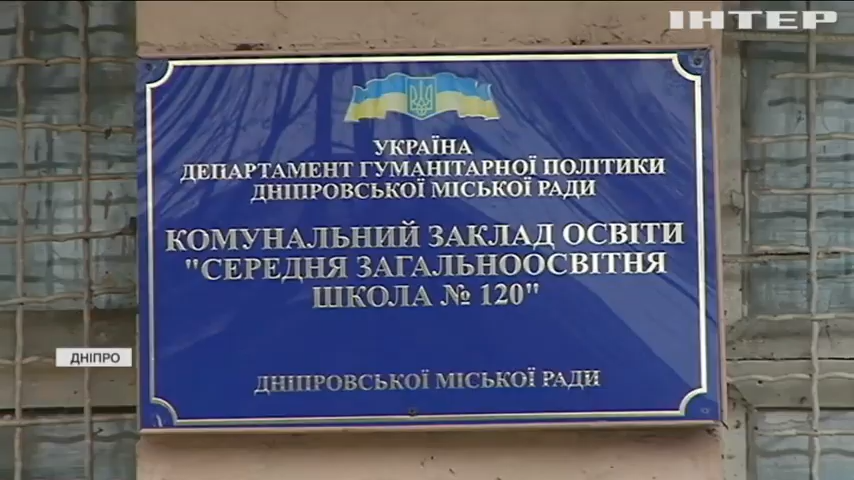 ІНТЕР
УКРАЇНА
ДЕПАРТАМЕНТ ГУМАНІТАРНОЇ ПОЛІТИКИ
ДНІПРОВСЬКОЇ МІСЬКОЇ РАДИ
КОМУНАЛЬНИЙ ЗАКЛАД ОСВІТИ
"СЕРЕДНЯ ЗАГАЛЬНООСВІТНЯ
ШКОЛА № 120"
ДНІПРО
ДНІПРОВСЬКОЇ МІСЬКОЇ РАДИ